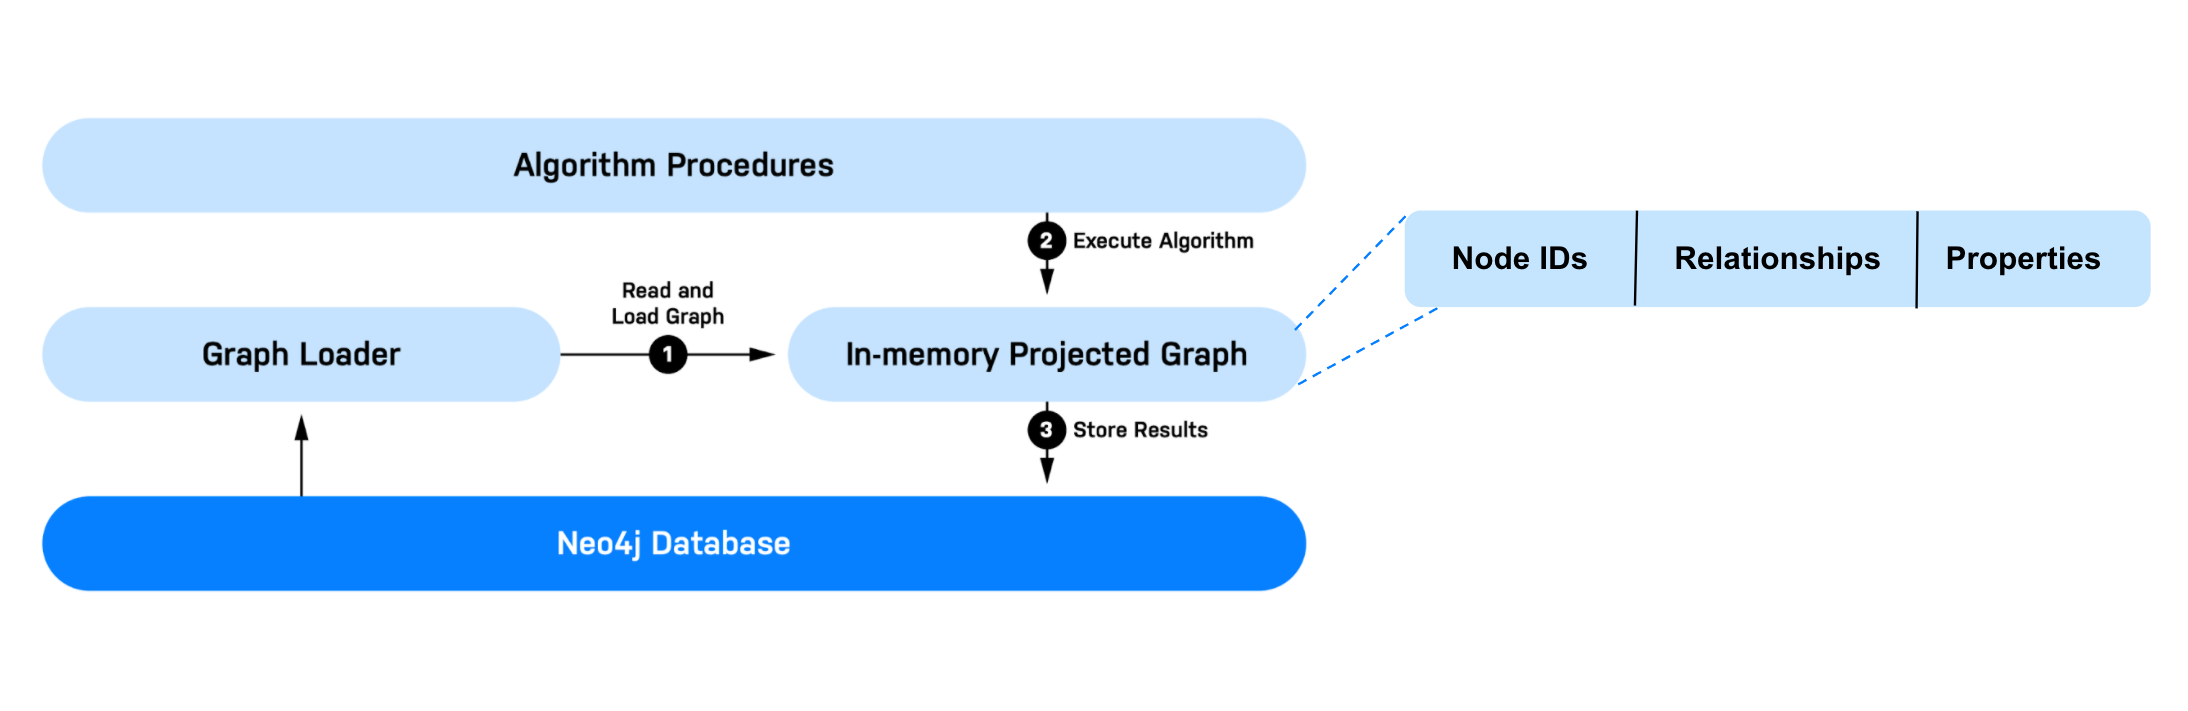 Algorithm Procedures
2 Execute Algorithm
Node IDs
Relationships
Properties
Read and
Load Graph
Graph Loader
1
In-memory Projected Graph
3 Store Results
Neo4j Database